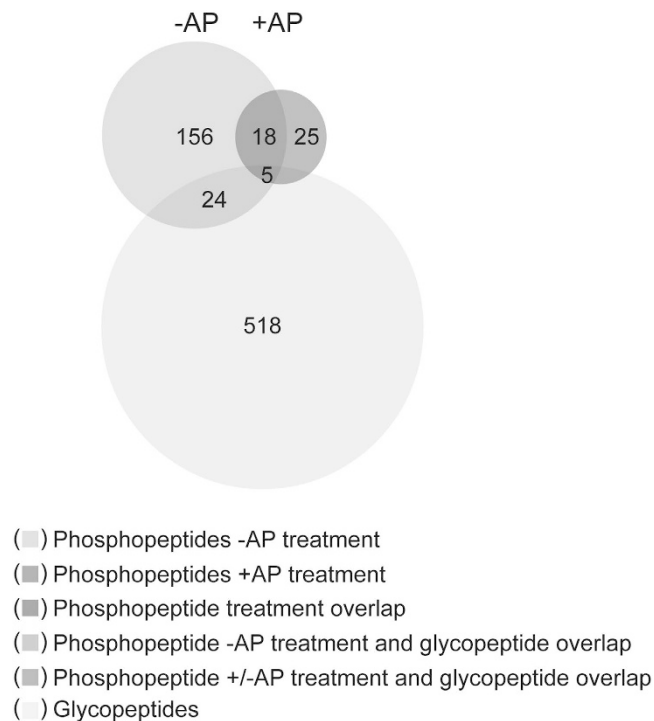 -AP +AP
156 18 25
5
24
518
(■) Phosphopeptides -AP treatment
(■) Phosphopeptides +AP treatment
(■) Phosphopeptide treatment overlap
(■) Phosphopeptide -AP treatment and glycopeptide overlap
(■) Phosphopeptide +/-AP treatment and glycopeptide overlap
(■) Glycopeptides